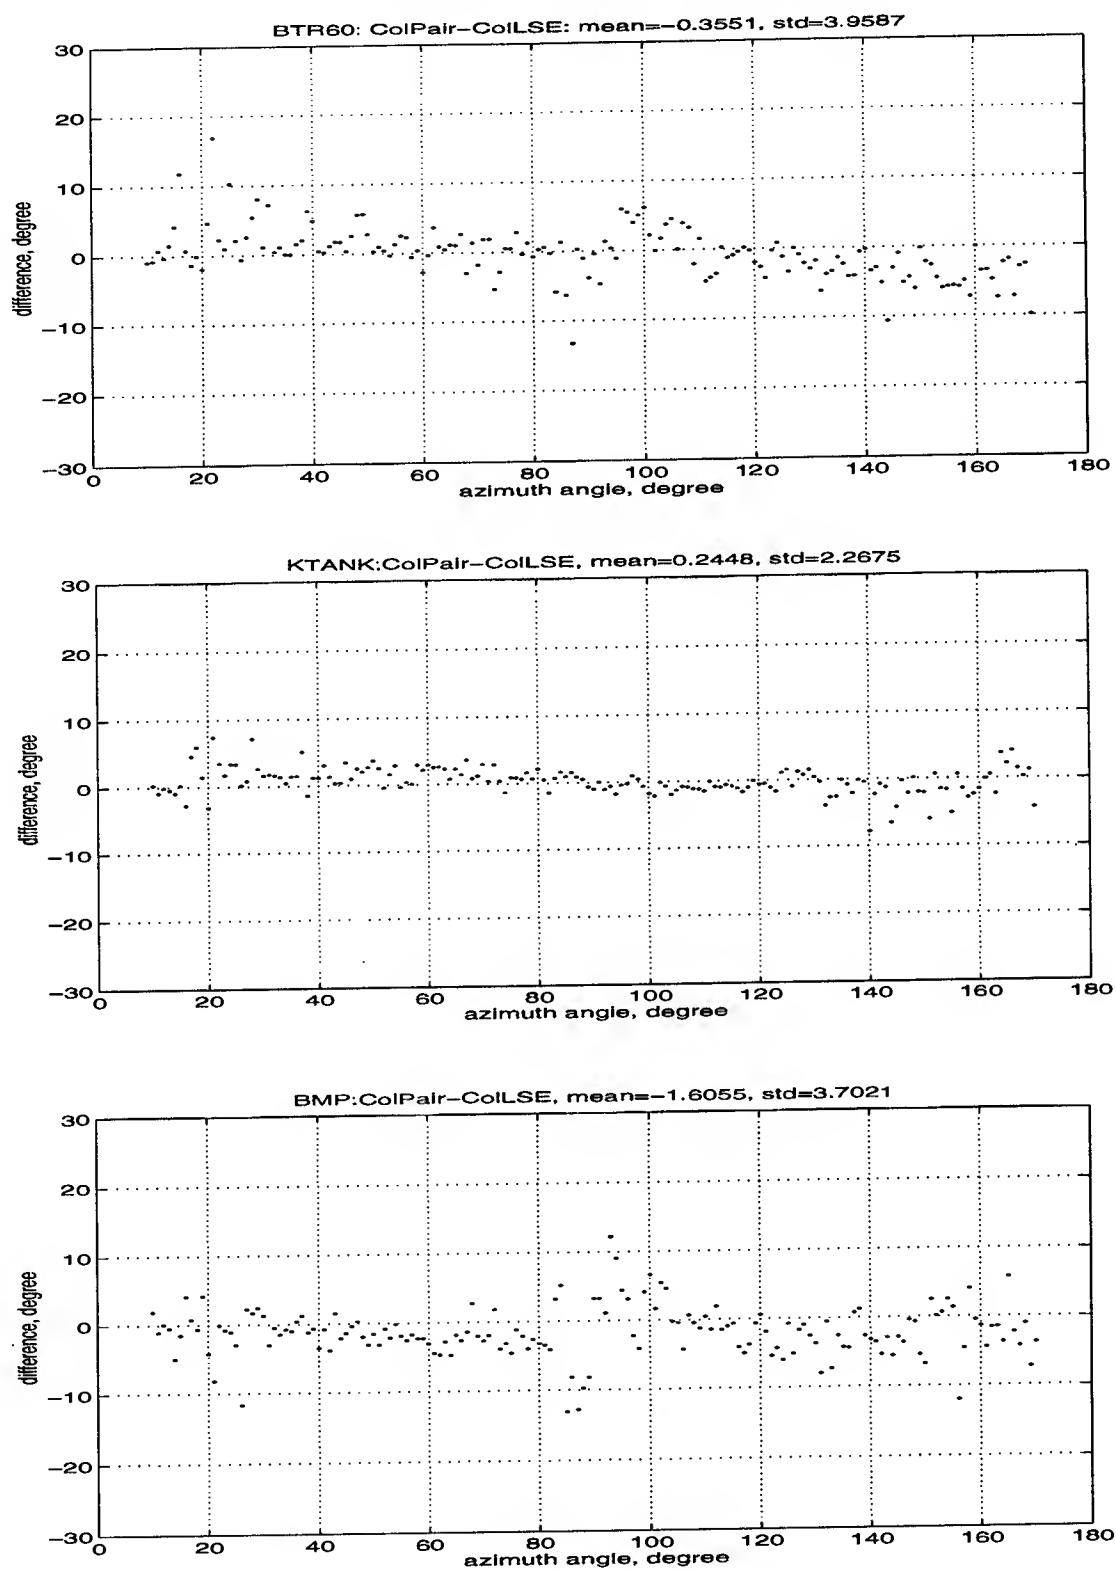 BTR60: ColPair-ColLSE: mean=-0.3551, std=3.9587
30
20
10
0
-10
-20
-30
difference, degree
0 20 40 60 80 100 120 140 160 180
azimuth angle, degree
KTANK:ColPair-ColLSE, mean=0.2448, std=2.2675
30
20
10
0
-10
-20
-30
difference, degree
0 20 40 60 80 100 120 140 160 180
azimuth angle, degree
BMP:ColPair-ColLSE, mean=-1.6055, std=3.7021
30
20
10
0
-10
-20
-30
difference, degree
0 20 40 60 80 100 120 140 160 180
azimuth angle, degree